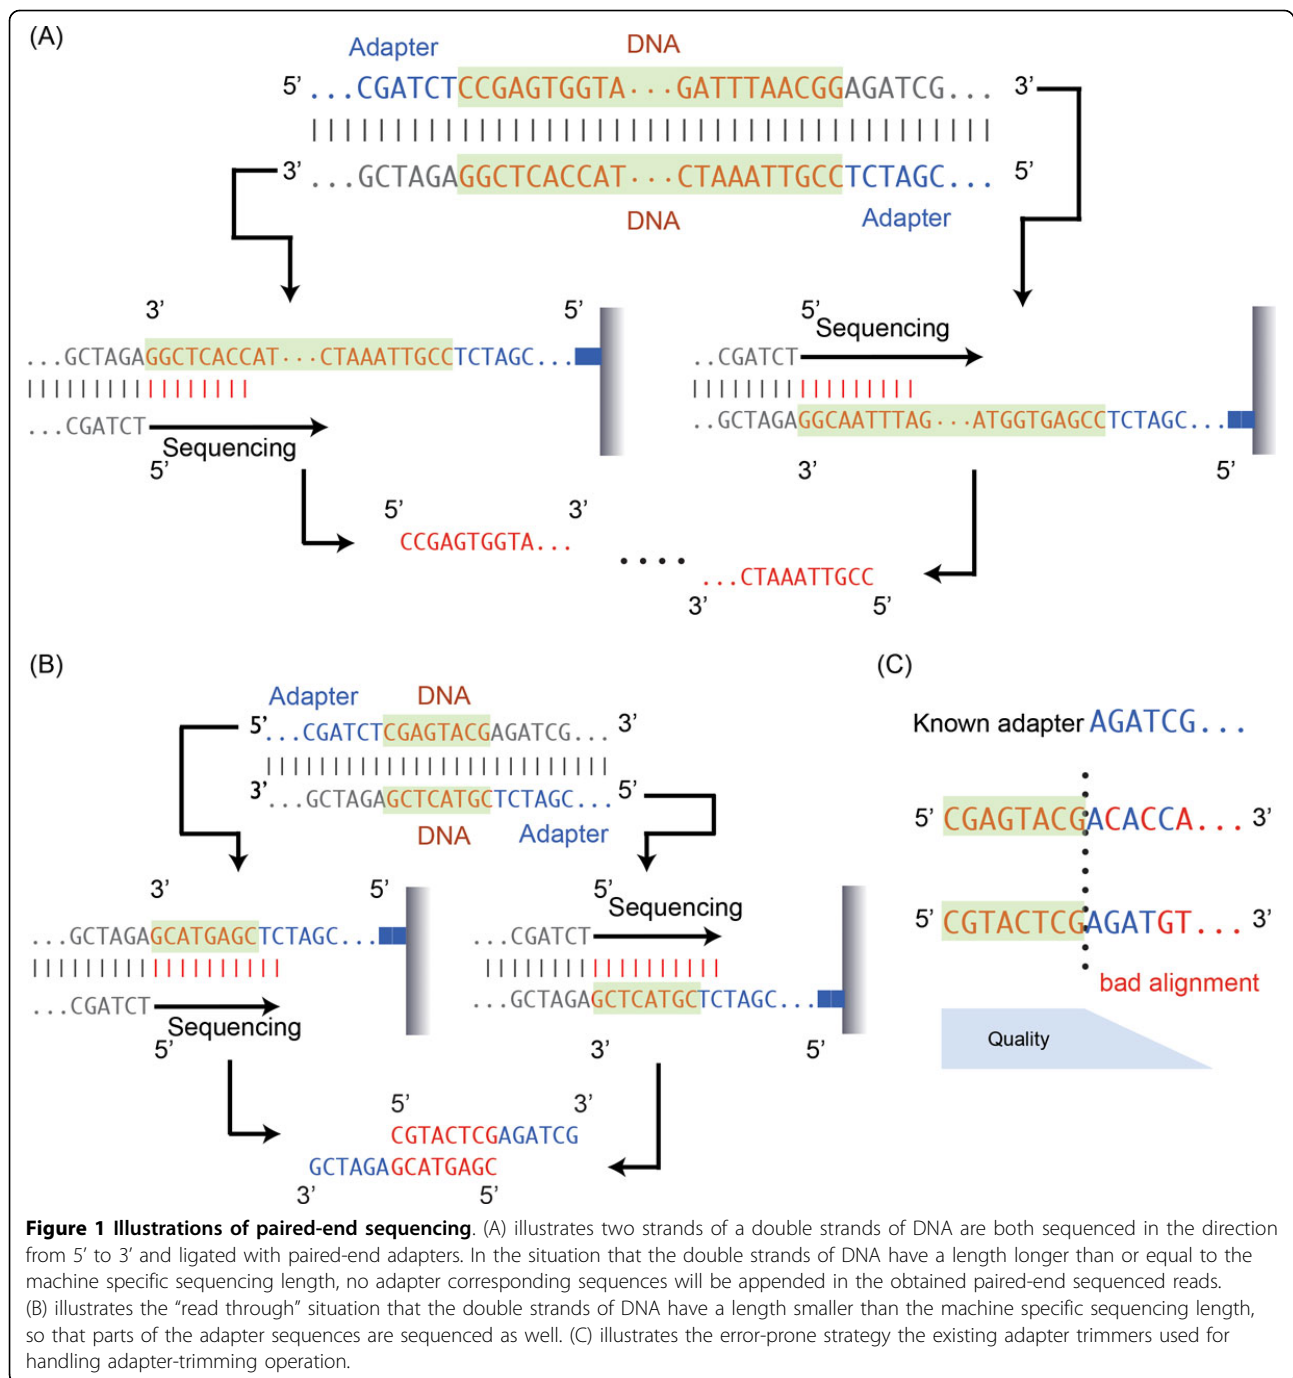 (A)
Adapter DNA
5’ ...CGATCTCCGAGTGGTA···GATTTAACGGAGATCG... 3’
3’ ...GCTAGAGGCTCACCAT···CTAAATTGCCTCTAGC... 5’
DNA Adapter
3’ 5’
...GCTAGAGGCTCACCAT···CTAAATTGCCTCTAGC...
...CGATCT
Sequencing
5’
5’
Sequencing
..CGATCT
..GCTAGAGGCAATTTAG···ATGGTGAGCCTCTAGC...
3’ 5’
5’ 3’
CCGAGTGGTA...
....
...CTAAATTGCC
3’ 5’
(B)
Adapter DNA
5’...CGATCTCGAGTACGAGATCG... 3’
3’...GCTAGAGCTCATGCTCTAGC... 5’
DNA Adapter
3’ 5’
...GCTAGAGCATGAGCTCTAGC...
...CGATCT
Sequencing
5’
5’
Sequencing
...CGATCT
...GCTAGAGCTCATGCTCTAGC...
3’ 5’
5’ 3’
CGTACTCGAGATCG
GCTAGAGCATGAGC
3’ 5’
(C)
Known adapter AGATCG...
5’ CGAGTACGACACCA... 3’
5’ CGTACTCGAGATGT... 3’
bad alignment
Quality
Figure 1 Illustrations of paired-end sequencing. (A) illustrates two strands of a double strands of DNA are both sequenced in the direction
from 5’ to 3’ and ligated with paired-end adapters. In the situation that the double strands of DNA have a length longer than or equal to the
machine specific sequencing length, no adapter corresponding sequences will be appended in the obtained paired-end sequenced reads.
(B) illustrates the “read through” situation that the double strands of DNA have a length smaller than the machine specific sequencing length,
so that parts of the adapter sequences are sequenced as well. (C) illustrates the error-prone strategy the existing adapter trimmers used for
handling adapter-trimming operation.